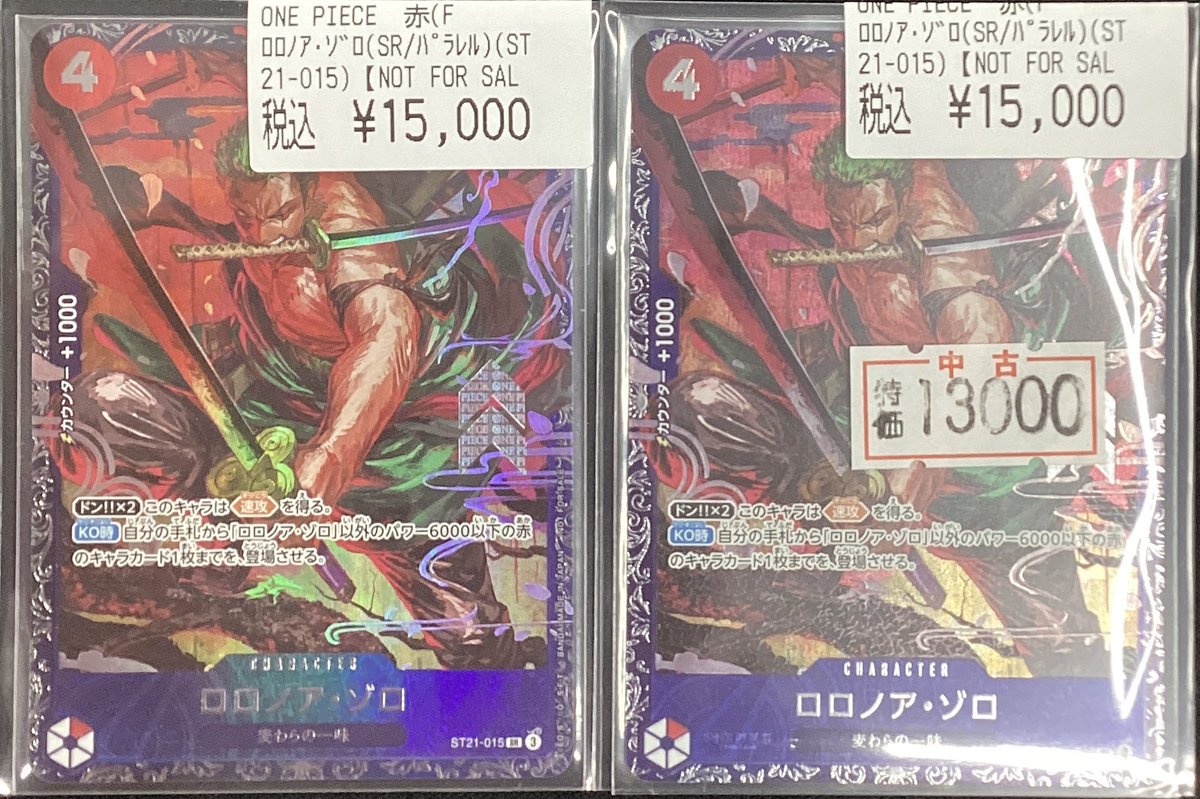 ONE PIECE 赤(F
ﾛﾛﾉｱ･ｿﾞﾛ(SR/ﾊﾟﾗﾚﾙ)(ST
21-015)【NOT FOR SAL
税込 ¥15,000
4
カウンター +1000
ドン!!×2 このキャラは 速攻 を得る。
KO時 自分の手札から「ロロノア・ゾロ」以外のパワー6000以下の赤
のキャラカード1枚までを、登場させる。
CHARACTER
ロロノア・ゾロ
麦わらの一味
ST21-015 SR 3
ONE PIECE 赤(F
ﾛﾛﾉｱ･ｿﾞﾛ(SR/ﾊﾟﾗﾚﾙ)(ST
21-015)【NOT FOR SAL
税込 ¥15,000
4
中古
特価 13000
カウンター +1000
ドン!!×2 このキャラは 速攻 を得る。
KO時 自分の手札から「ロロノア・ゾロ」以外のパワー6000以下の赤
のキャラカード1枚までを、登場させる。
CHARACTER
ロロノア・ゾロ
麦わらの一味